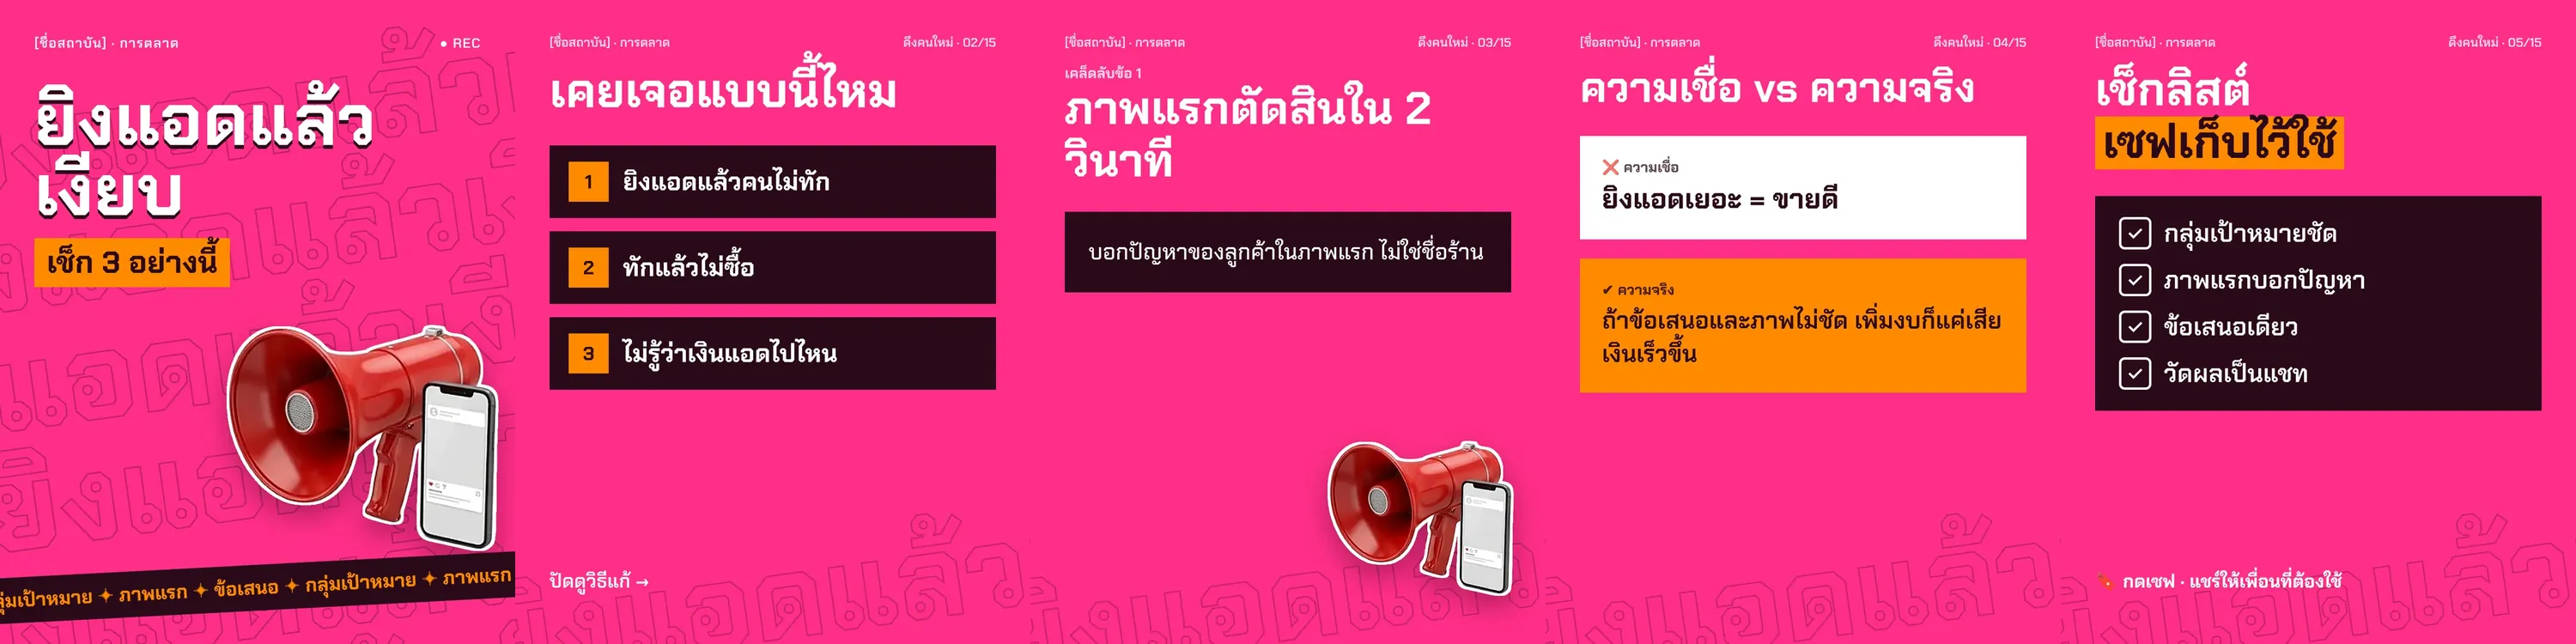 [ชื่อสถาบัน] · การตลาด
● REC
ยิงแอดแล้ว
เงียบ
เช็ก 3 อย่างนี้
กลุ่มเป้าหมาย ✦ ภาพแรก ✦ ข้อเสนอ ✦ กลุ่มเป้าหมาย ✦ ภาพแรก
[ชื่อสถาบัน] · การตลาด
ดึงคนใหม่ · 02/15
เคยเจอแบบนี้ไหม
1 ยิงแอดแล้วคนไม่ทัก
2 ทักแล้วไม่ซื้อ
3 ไม่รู้ว่าเงินแอดไปไหน
ปัดดูวิธีแก้ →
[ชื่อสถาบัน] · การตลาด
ดึงคนใหม่ · 03/15
เคล็ดลับข้อ 1
ภาพแรกตัดสินใน 2
วินาที
บอกปัญหาของลูกค้าในภาพแรก ไม่ใช่ชื่อร้าน
[ชื่อสถาบัน] · การตลาด
ดึงคนใหม่ · 04/15
ความเชื่อ vs ความจริง
❌ ความเชื่อ
ยิงแอดเยอะ = ขายดี
✔ ความจริง
ถ้าข้อเสนอและภาพไม่ชัด เพิ่มงบก็แค่เสีย
เงินเร็วขึ้น
[ชื่อสถาบัน] · การตลาด
ดึงคนใหม่ · 05/15
เช็กลิสต์
เซฟเก็บไว้ใช้
กลุ่มเป้าหมายชัด
ภาพแรกบอกปัญหา
ข้อเสนอเดียว
วัดผลเป็นแชท
🔖 กดเซฟ · แชร์ให้เพื่อนที่ต้องใช้